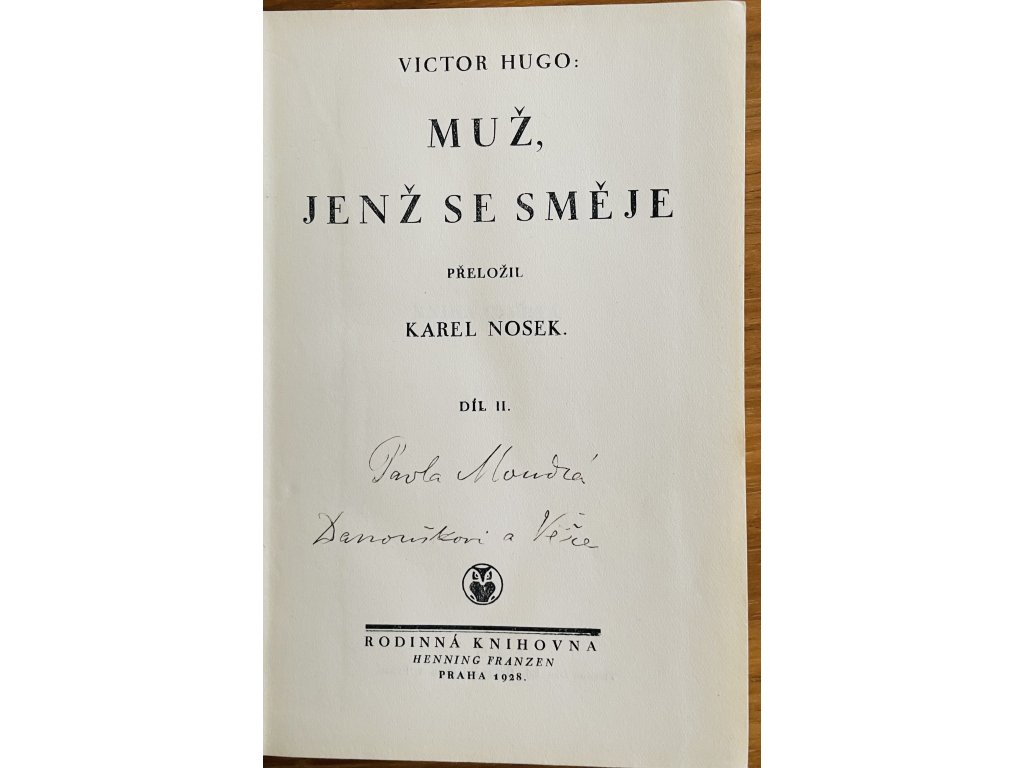 VICTOR HUGO:
MUŽ,
JENŽ SE SMĚJE
PŘELOŽIL
KAREL NOSEK.
DÍL II.
Pavla Moudrá
Danouškovi a Věře
RODINNÁ KNIHOVNA
HENNING FRANZEN
PRAHA 1928.